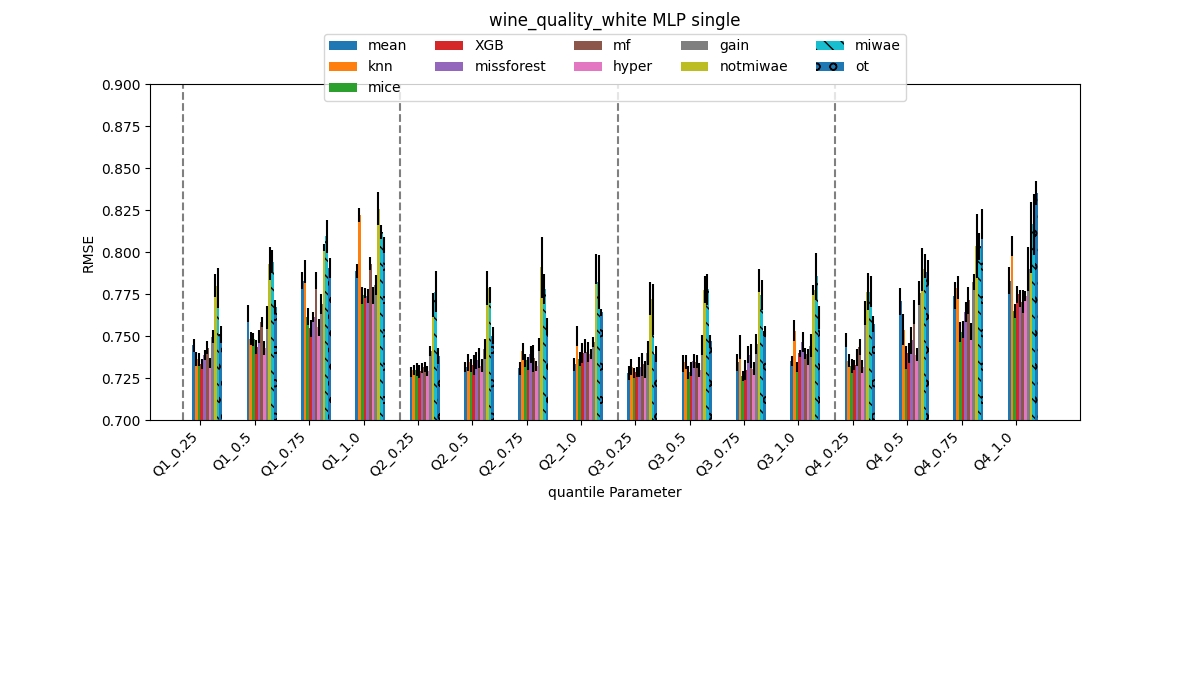 wine_quality_white MLP single
mean XGB mf gain miwae
knn missforest hyper notmiwae ot
mice
0.900
0.875
0.850
0.825
0.800
0.775
0.750
0.725
0.700
RMSE
Q1_0.25 Q1_0.5 Q1_0.75 Q1_1.0 Q2_0.25 Q2_0.5 Q2_0.75 Q2_1.0 Q3_0.25 Q3_0.5 Q3_0.75 Q3_1.0 Q4_0.25 Q4_0.5 Q4_0.75 Q4_1.0
quantile Parameter